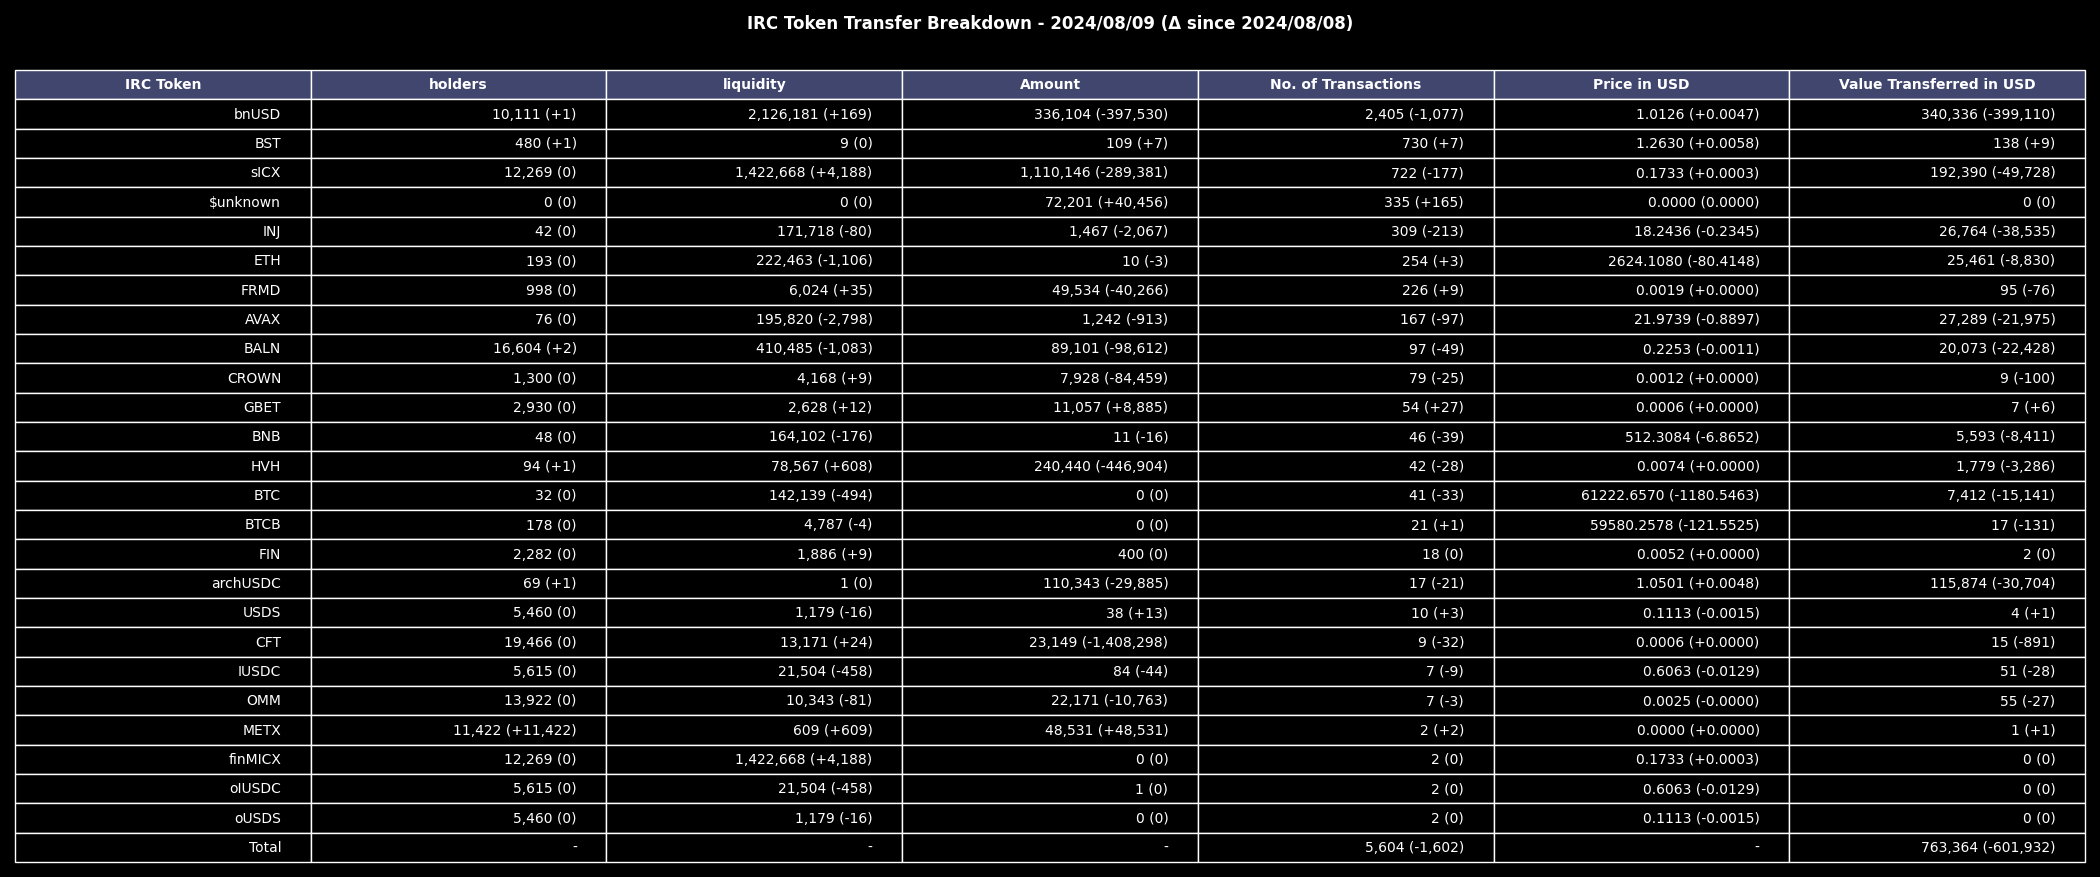 IRC Token Transfer Breakdown - 2024/08/09 (Δ since 2024/08/08)
IRC Token holders liquidity Amount No. of Transactions Price in USD Value Transferred in USD
bnUSD 10,111 (+1) 2,126,181 (+169) 336,104 (-397,530) 2,405 (-1,077) 1.0126 (+0.0047) 340,336 (-399,110)
BST 480 (+1) 9 (0) 109 (+7) 730 (+7) 1.2630 (+0.0058) 138 (+9)
sICX 12,269 (0) 1,422,668 (+4,188) 1,110,146 (-289,381) 722 (-177) 0.1733 (+0.0003) 192,390 (-49,728)
$unknown 0 (0) 0 (0) 72,201 (+40,456) 335 (+165) 0.0000 (0.0000) 0 (0)
INJ 42 (0) 171,718 (-80) 1,467 (-2,067) 309 (-213) 18.2436 (-0.2345) 26,764 (-38,535)
ETH 193 (0) 222,463 (-1,106) 10 (-3) 254 (+3) 2624.1080 (-80.4148) 25,461 (-8,830)
FRMD 998 (0) 6,024 (+35) 49,534 (-40,266) 226 (+9) 0.0019 (+0.0000) 95 (-76)
AVAX 76 (0) 195,820 (-2,798) 1,242 (-913) 167 (-97) 21.9739 (-0.8897) 27,289 (-21,975)
BALN 16,604 (+2) 410,485 (-1,083) 89,101 (-98,612) 97 (-49) 0.2253 (-0.0011) 20,073 (-22,428)
CROWN 1,300 (0) 4,168 (+9) 7,928 (-84,459) 79 (-25) 0.0012 (+0.0000) 9 (-100)
GBET 2,930 (0) 2,628 (+12) 11,057 (+8,885) 54 (+27) 0.0006 (+0.0000) 7 (+6)
BNB 48 (0) 164,102 (-176) 11 (-16) 46 (-39) 512.3084 (-6.8652) 5,593 (-8,411)
HVH 94 (+1) 78,567 (+608) 240,440 (-446,904) 42 (-28) 0.0074 (+0.0000) 1,779 (-3,286)
BTC 32 (0) 142,139 (-494) 0 (0) 41 (-33) 61222.6570 (-1180.5463) 7,412 (-15,141)
BTCB 178 (0) 4,787 (-4) 0 (0) 21 (+1) 59580.2578 (-121.5525) 17 (-131)
FIN 2,282 (0) 1,886 (+9) 400 (0) 18 (0) 0.0052 (+0.0000) 2 (0)
archUSDC 69 (+1) 1 (0) 110,343 (-29,885) 17 (-21) 1.0501 (+0.0048) 115,874 (-30,704)
USDS 5,460 (0) 1,179 (-16) 38 (+13) 10 (+3) 0.1113 (-0.0015) 4 (+1)
CFT 19,466 (0) 13,171 (+24) 23,149 (-1,408,298) 9 (-32) 0.0006 (+0.0000) 15 (-891)
IUSDC 5,615 (0) 21,504 (-458) 84 (-44) 7 (-9) 0.6063 (-0.0129) 51 (-28)
OMM 13,922 (0) 10,343 (-81) 22,171 (-10,763) 7 (-3) 0.0025 (-0.0000) 55 (-27)
METX 11,422 (+11,422) 609 (+609) 48,531 (+48,531) 2 (+2) 0.0000 (+0.0000) 1 (+1)
finMICX 12,269 (0) 1,422,668 (+4,188) 0 (0) 2 (0) 0.1733 (+0.0003) 0 (0)
oIUSDC 5,615 (0) 21,504 (-458) 1 (0) 2 (0) 0.6063 (-0.0129) 0 (0)
oUSDS 5,460 (0) 1,179 (-16) 0 (0) 2 (0) 0.1113 (-0.0015) 0 (0)
Total - - - 5,604 (-1,602) - 763,364 (-601,932)